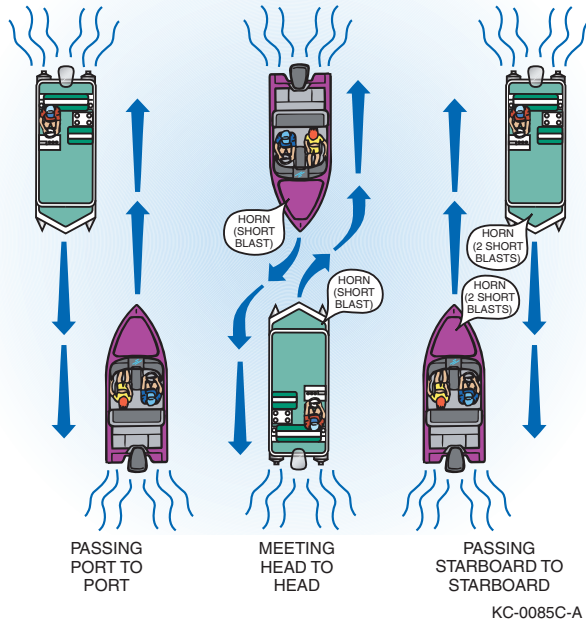 HORN
(SHORT
BLAST)
HORN
(SHORT
BLAST)
HORN
(2 SHORT
BLASTS)
HORN
(2 SHORT
BLASTS)
PASSING
PORT TO
PORT
MEETING
HEAD TO
HEAD
PASSING
STARBOARD TO
STARBOARD
KC-0085C-A